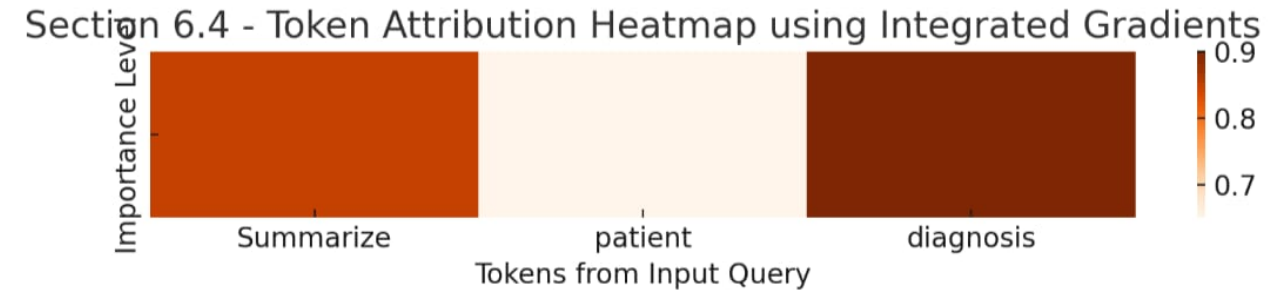 Section 6.4 - Token Attribution Heatmap using Integrated Gradients
Importance Level
0.9
0.8
0.7
Summarize patient diagnosis
Tokens from Input Query